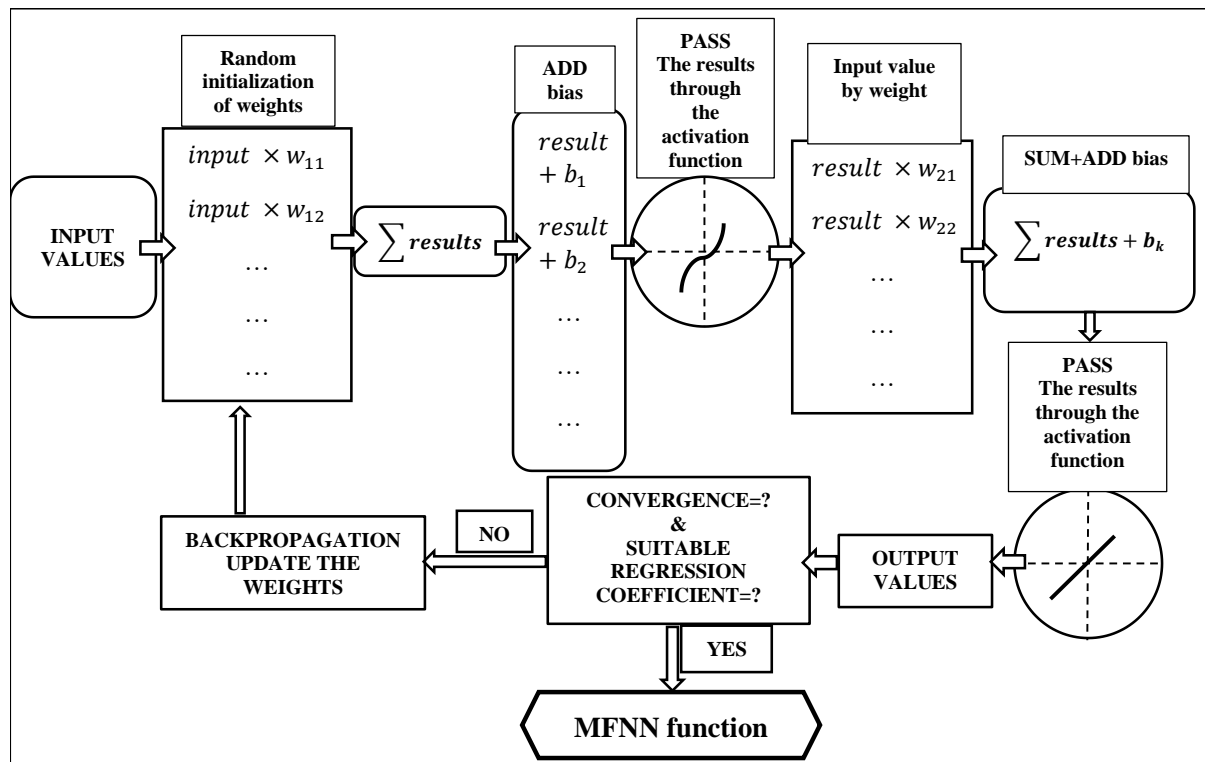 Random
initialization
of weights
input × w₁₁
input × w₁₂
…
…
…
INPUT
VALUES
∑ results
ADD
bias
result
+ b₁
result
+ b₂
…
…
…
PASS
The results
through
the
activation
function
Input value
by weight
result × w₂₁
result × w₂₂
…
…
…
SUM+ADD bias
∑ results + bₖ
PASS
The results
through the
activation
function
OUTPUT
VALUES
CONVERGENCE=?
&
SUITABLE
REGRESSION
COEFFICIENT=?
NO
BACKPROPAGATION
UPDATE THE
WEIGHTS
YES
MFNN function